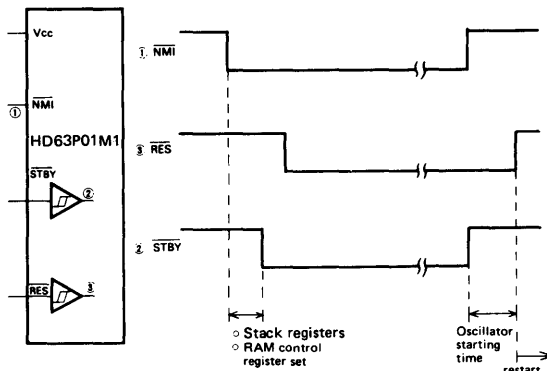 Vcc
① NMI
HD63P01M1
STBY
②
RES
③
① NMI
③ RES
② STBY
○ Stack registers
○ RAM control
register set
Oscillator
starting
time
restart